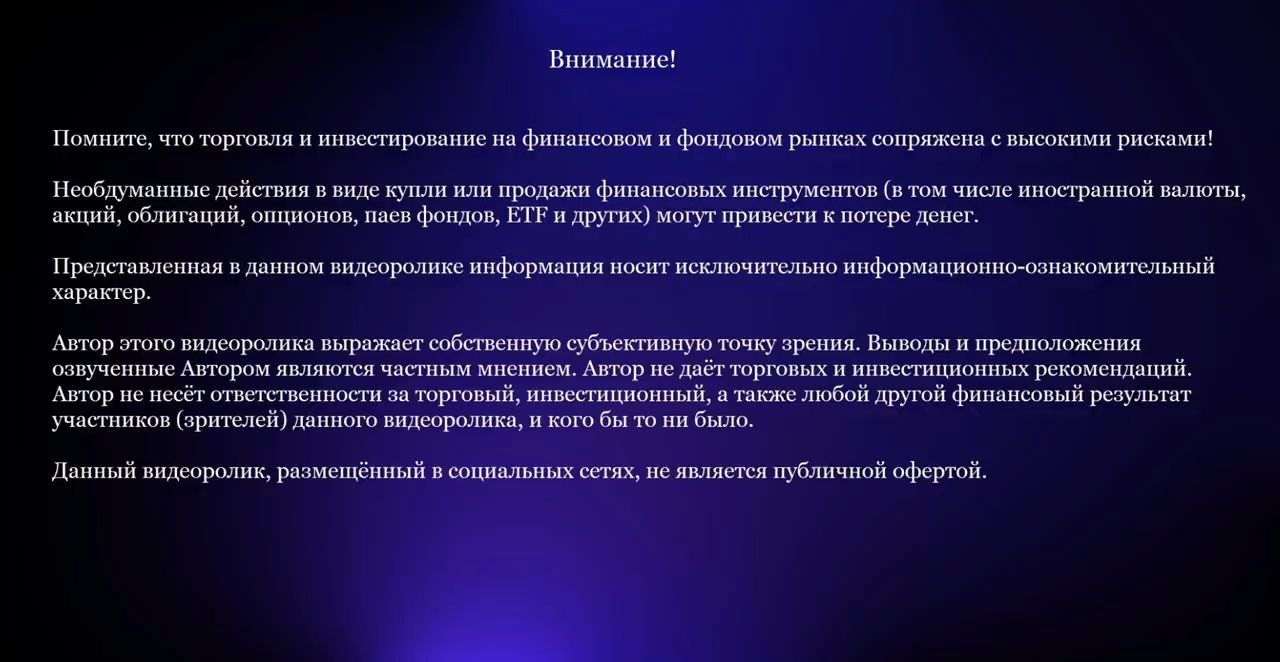 Внимание!
Помните, что торговля и инвестирование на финансовом и фондовом рынках сопряжена с высокими рисками!
Необдуманные действия в виде купли или продажи финансовых инструментов (в том числе иностранной валюты,
акций, облигаций, опционов, паев фондов, ETF и других) могут привести к потере денег.
Представленная в данном видеоролике информация носит исключительно информационно-ознакомительный
характер.
Автор этого видеоролика выражает собственную субъективную точку зрения. Выводы и предположения
озвученные Автором являются частным мнением. Автор не даёт торговых и инвестиционных рекомендаций.
Автор не несёт ответственности за торговый, инвестиционный, а также любой другой финансовый результат
участников (зрителей) данного видеоролика, и кого бы то ни было.
Данный видеоролик, размещённый в социальных сетях, не является публичной офертой.